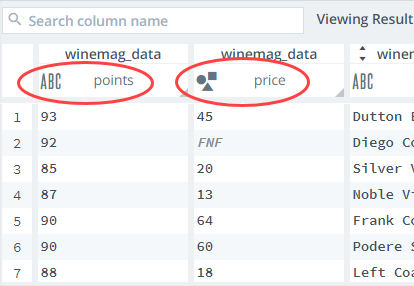 Search column name
Viewing Result
winemag_data winemag_data winem
ABC points price ABC
1 93 45 Dutton E
2 92 FNF Diego Co
3 85 20 Silver V
4 87 13 Noble Vi
5 90 64 Frank Co
6 90 60 Podere S
7 88 18 Left Coa